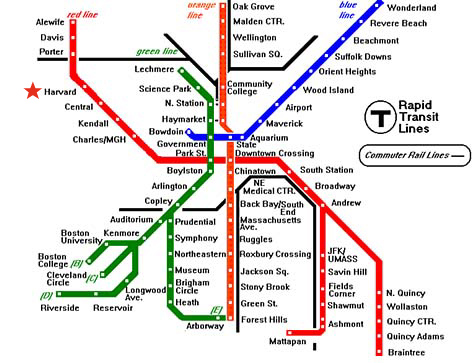 red line
orange
line
blue
line
green line
Alewife
Davis
Porter
Harvard
Central
Kendall
Charles/MGH
Lechmere
Science Park
N. Station
Haymarket
Bowdoin
Government
Park St.
Boylston
Arlington
Copley
Auditorium
Kenmore
Boston
University
Boston
College
[B]
Cleveland
Circle
[C]
[D]
Riverside
Reservoir
Longwood
Ave.
Prudential
Symphony
Northeastern
Museum
Brigham
Circle
Heath
[E]
Arborway
Oak Grove
Malden CTR.
Wellington
Sullivan SQ.
Community
College
State
Downtown Crossing
Chinatown
NE
Medical CTR.
Back Bay/South
End
Massachusetts
Ave.
Ruggles
Roxbury Crossing
Jackson Sq.
Stony Brook
Green St.
Forest Hills
Wonderland
Revere Beach
Beachmont
Suffolk Downs
Orient Heights
Wood Island
Airport
Maverick
Aquarium
South Station
Broadway
Andrew
JFK/
UMASS
Savin Hill
Fields
Corner
Shawmut
Ashmont
Mattapan
N. Quincy
Wollaston
Quincy CTR.
Quincy Adams
Braintree
T
Rapid
Transit
Lines
Commuter Rail Lines